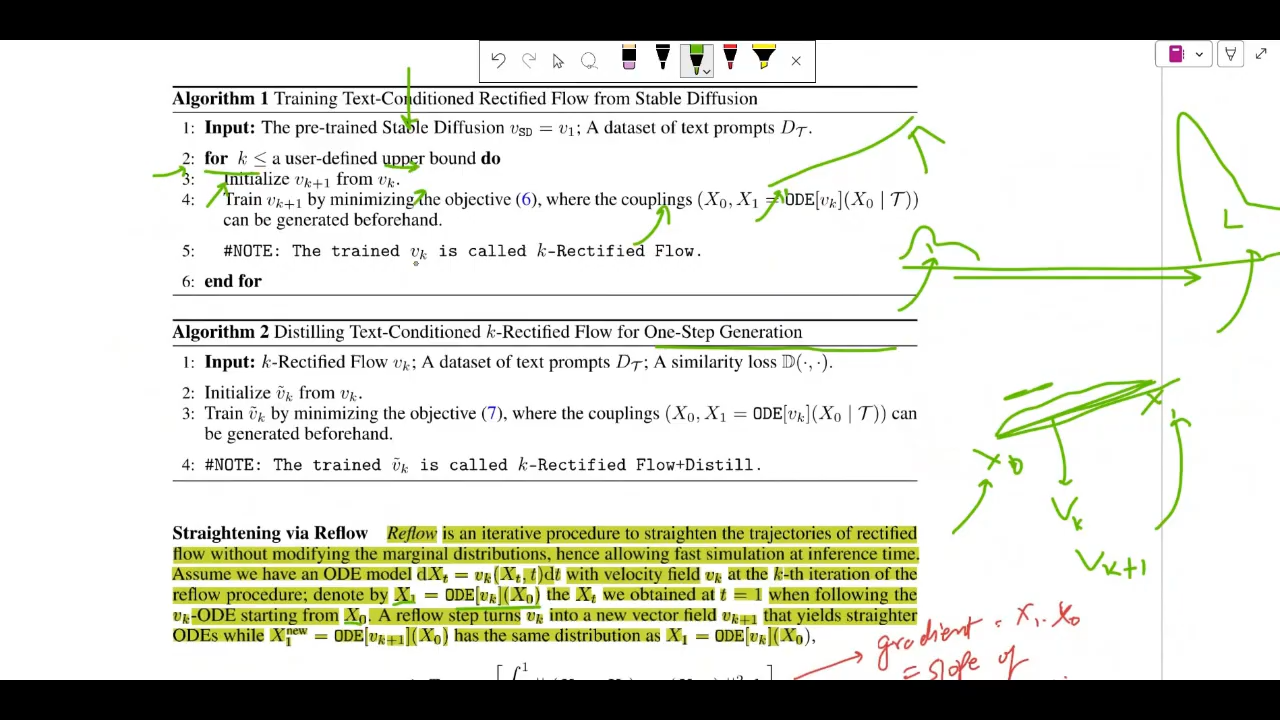 Algorithm 1 Training Text-Conditioned Rectified Flow from Stable Diffusion
1: Input: The pre-trained Stable Diffusion v_SD = v_1; A dataset of text prompts D_𝒯.
2: for k ≤ a user-defined upper bound do
3: Initialize v_{k+1} from v_k.
4: Train v_{k+1} by minimizing the objective (6), where the couplings (X_0, X_1 = ODE[v_k](X_0 | 𝒯))
can be generated beforehand.
5: #NOTE: The trained v_k is called k-Rectified Flow.
6: end for
L
Algorithm 2 Distilling Text-Conditioned k-Rectified Flow for One-Step Generation
1: Input: k-Rectified Flow v_k; A dataset of text prompts D_𝒯; A similarity loss 𝔻(·, ·).
2: Initialize ṽ_k from v_k.
3: Train ṽ_k by minimizing the objective (7), where the couplings (X_0, X_1 = ODE[v_k](X_0 | 𝒯)) can
be generated beforehand.
4: #NOTE: The trained ṽ_k is called k-Rectified Flow+Distill.
X_0
X_1
V_k
V_{k+1}
Straightening via Reflow Reflow is an iterative procedure to straighten the trajectories of rectified
flow without modifying the marginal distributions, hence allowing fast simulation at inference time.
Assume we have an ODE model dX_t = v_k(X_t, t)dt with velocity field v_k at the k-th iteration of the
reflow procedure; denote by X_1 = ODE[v_k](X_0) the X_t we obtained at t = 1 when following the
v_k-ODE starting from X_0. A reflow step turns v_k into a new vector field v_{k+1} that yields straighter
ODEs while X_1^new = ODE[v_{k+1}](X_0) has the same distribution as X_1 = ODE[v_k](X_0),
gradient = X_1 - X_0
= slope of